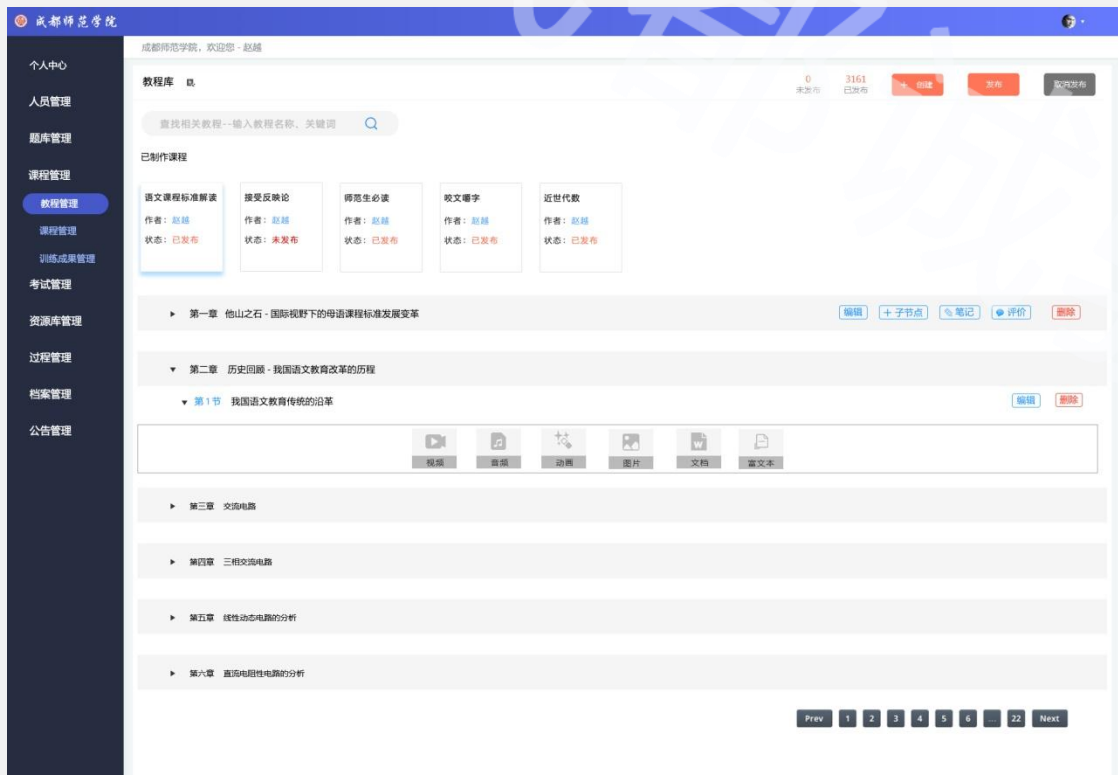 成都师范学院
成都师范学院，欢迎您 - 赵越
个人中心
人员管理
题库管理
课程管理
教程管理
课程管理
训练成果管理
考试管理
资源库管理
过程管理
档案管理
公告管理
教程库
0
未发布
3161
已发布
+ 创建
发布
取消发布
查找相关教程--输入教程名称、关键词
已制作课程
语文课程标准解读
作者：赵越
状态：已发布
接受反映论
作者：赵越
状态：未发布
师范生必读
作者：赵越
状态：已发布
咬文嚼字
作者：赵越
状态：已发布
近世代数
作者：赵越
状态：已发布
第一章 他山之石 - 国际视野下的母语课程标准发展变革
编辑 + 子节点 笔记 评价 删除
第二章 历史回顾 - 我国语文教育改革的历程
第1节 我国语文教育传统的沿革
编辑 删除
视频 音频 动画 图片 文档 富文本
第三章 交流电路
第四章 三相交流电路
第五章 线性动态电路的分析
第六章 直流电阻性电路的分析
Prev 1 2 3 4 5 6 ... 22 Next